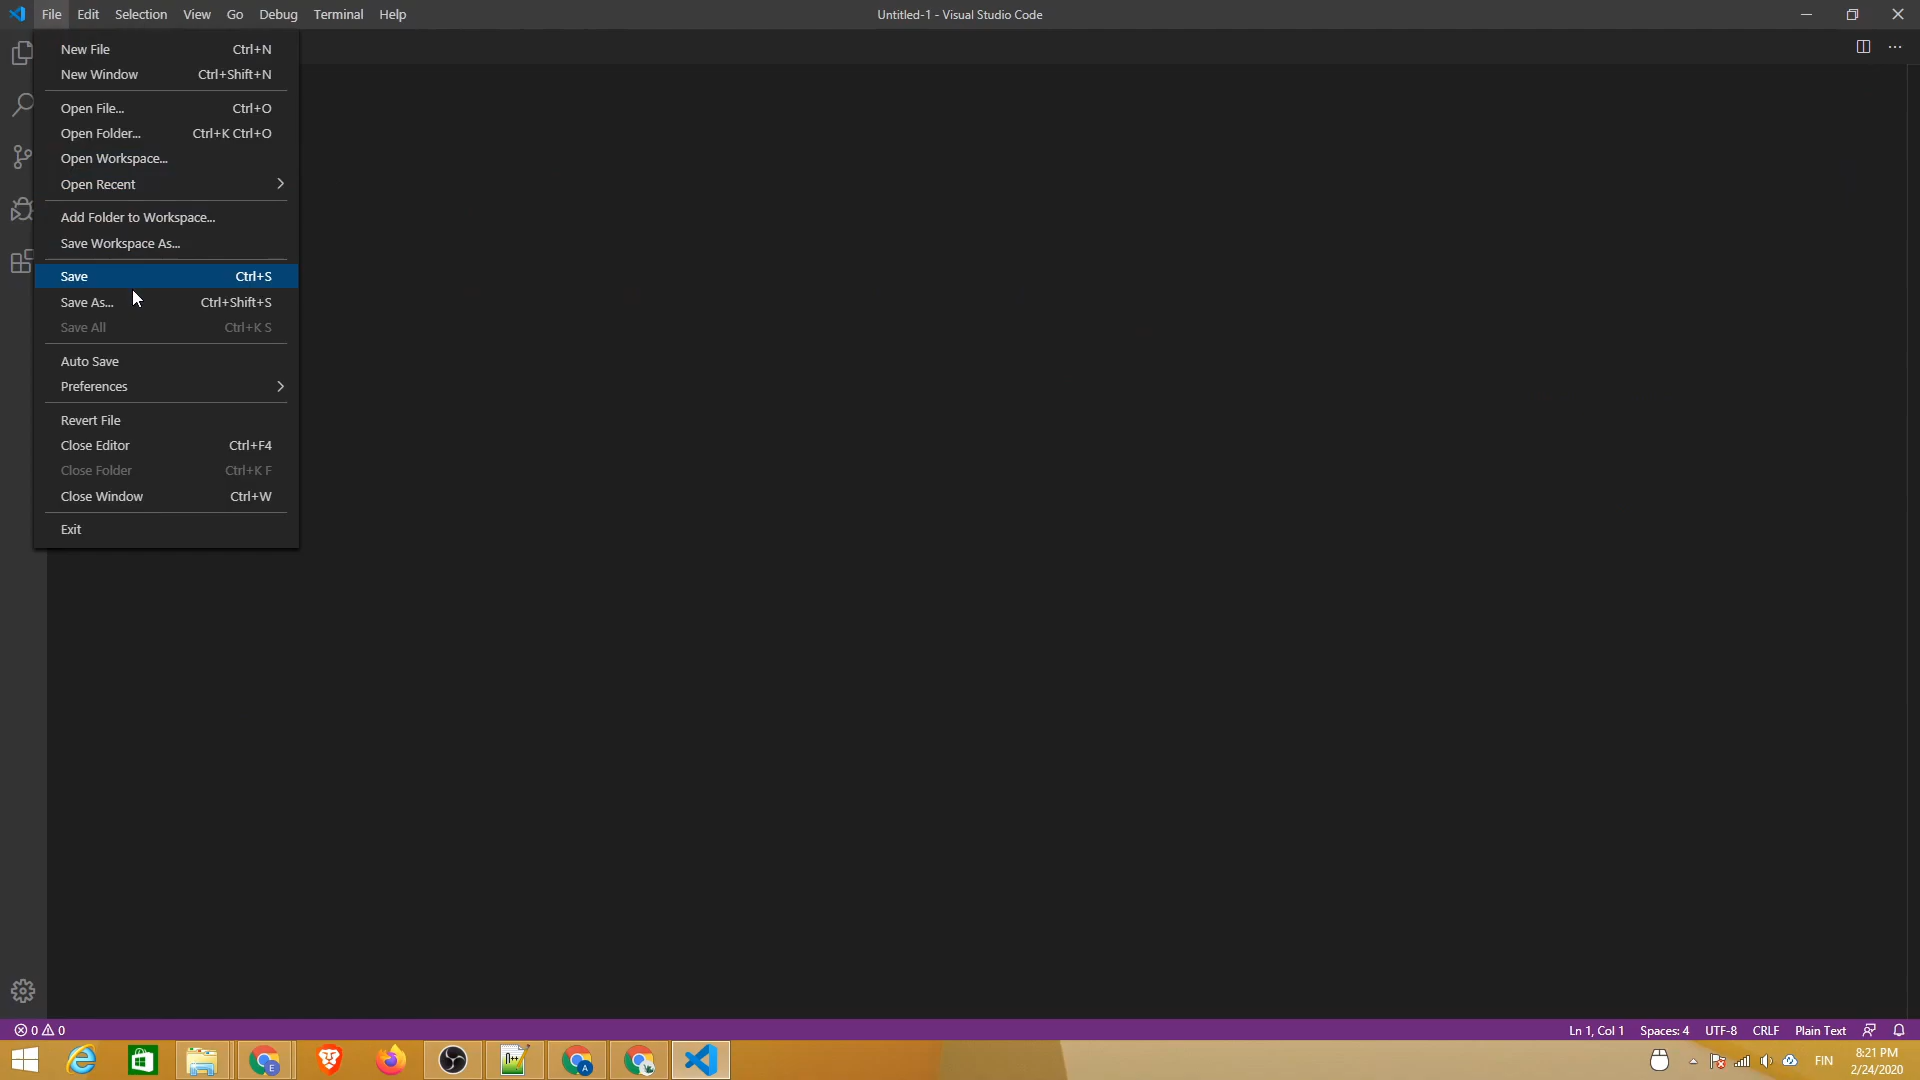 File Edit Selection View Go Debug Terminal Help
Untitled-1 - Visual Studio Code
New File Ctrl+N
New Window Ctrl+Shift+N
Open File... Ctrl+O
Open Folder... Ctrl+K Ctrl+O
Open Workspace...
Open Recent
Add Folder to Workspace...
Save Workspace As...
Save Ctrl+S
Save As... Ctrl+Shift+S
Save All Ctrl+K S
Auto Save
Preferences
Revert File
Close Editor Ctrl+F4
Close Folder Ctrl+K F
Close Window Ctrl+W
Exit
0 0 Ln 1, Col 1 Spaces: 4 UTF-8 CRLF Plain Text
E
A
FIN
8:21 PM
2/24/2020